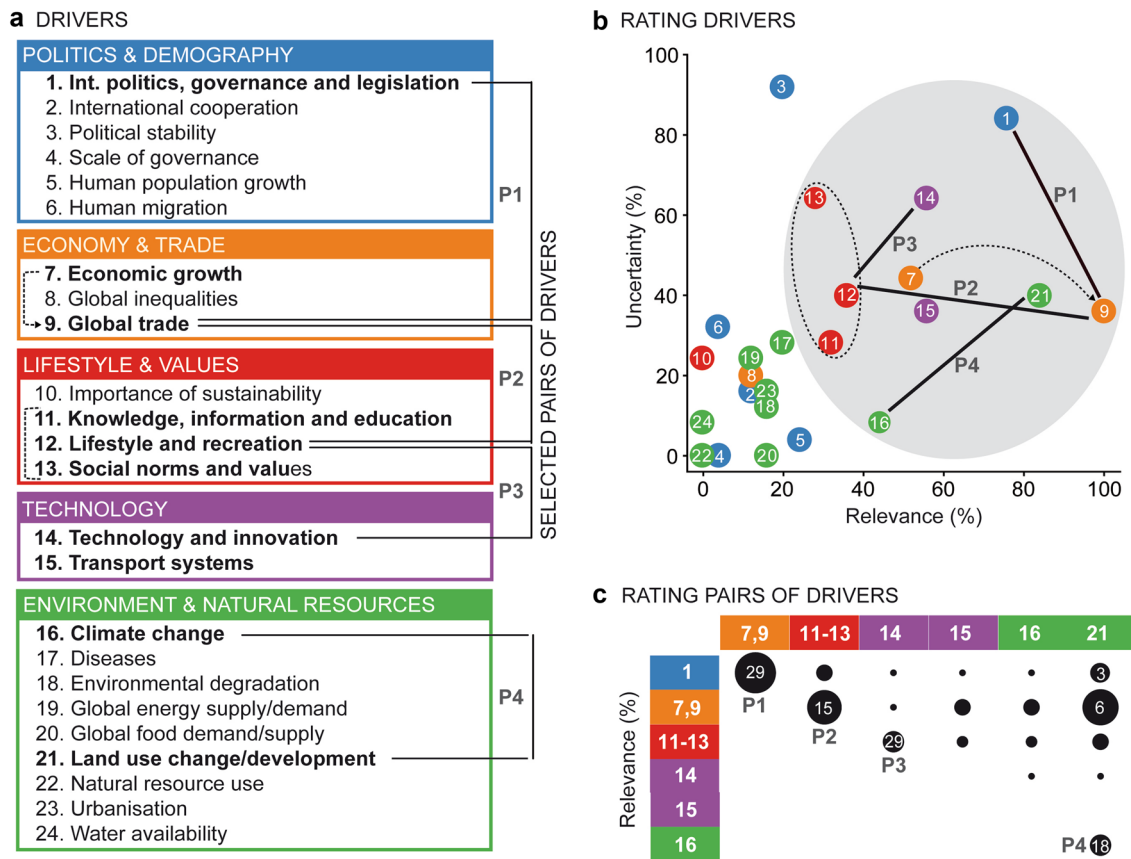 a DRIVERS
POLITICS & DEMOGRAPHY
1. Int. politics, governance and legislation
2. International cooperation
3. Political stability
4. Scale of governance
5. Human population growth
6. Human migration
P1
ECONOMY & TRADE
7. Economic growth
8. Global inequalities
9. Global trade
LIFESTYLE & VALUES
P2
10. Importance of sustainability
11. Knowledge, information and education
12. Lifestyle and recreation
13. Social norms and values
P3
TECHNOLOGY
14. Technology and innovation
15. Transport systems
ENVIRONMENT & NATURAL RESOURCES
16. Climate change
17. Diseases
18. Environmental degradation
19. Global energy supply/demand
20. Global food demand/supply
21. Land use change/development
22. Natural resource use
23. Urbanisation
24. Water availability
P4
SELECTED PAIRS OF DRIVERS
b RATING DRIVERS
Uncertainty (%)
100
80
60
40
20
0
3
1
13
14
P1
P3
7
12
P2
21
15
9
6
11
17
10
19
8
P4
2
23
18
24
16
5
22
4
20
0 20 40 60 80 100
Relevance (%)
c RATING PAIRS OF DRIVERS
7,9 11-13 14 15 16 21
Relevance (%)
1 29 3
P1
7,9 15 6
P2
11-13 29
P3
14
15
16 P4 18